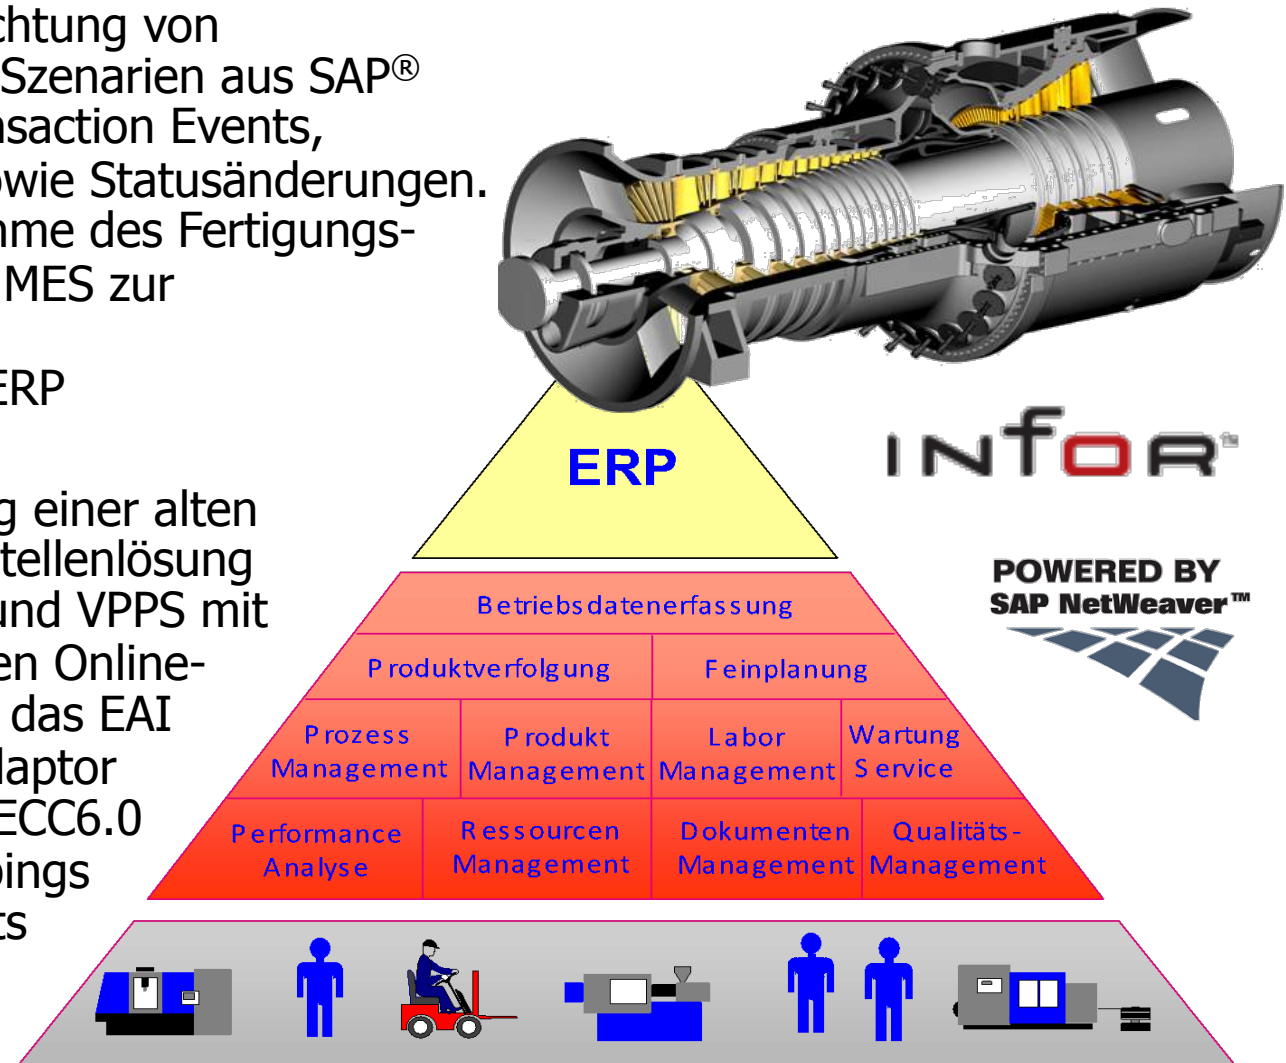 chtung von
Szenarien aus SAP®
nsaction Events,
owie Statusänderungen.
me des Fertigungs-
MES zur
ERP
g einer alten
tellenlösung
und VPPS mit
en Online-
das EAI
laptor
ECC6.0
pings
ts
ERP
infor™
POWERED BY
SAP NetWeaver™
Betriebsdatenerfassung
Produktverfolgung Feinplanung
Prozess Management Produkt Management Labor Management Wartung Service
Performance Analyse Ressourcen Management Dokumenten Management Qualitäts-Management